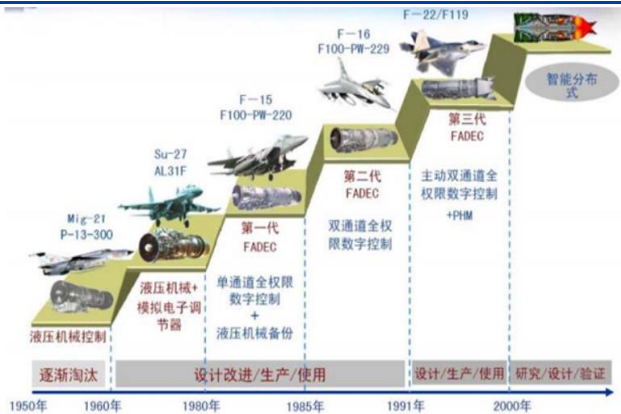 F-22/F119
F-16
F100-PW-229
智能分布
式
F-15
F100-PW-220
第三代
FADEC
Su-27
AL31F
第二代
FADEC
主动双通道全
权限数字控制
+PHM
Mig-21
P-13-300
第一代
FADEC
双通道全权
限数字控制
液压机械+
模拟电子调
节器
单通道全权限
数字控制
+
液压机械备份
液压机械控制
逐渐淘汰
设计改进/生产/使用
设计/生产/使用
研究/设计/验证
1950年
1960年
1980年
1985年
1991年
2000年